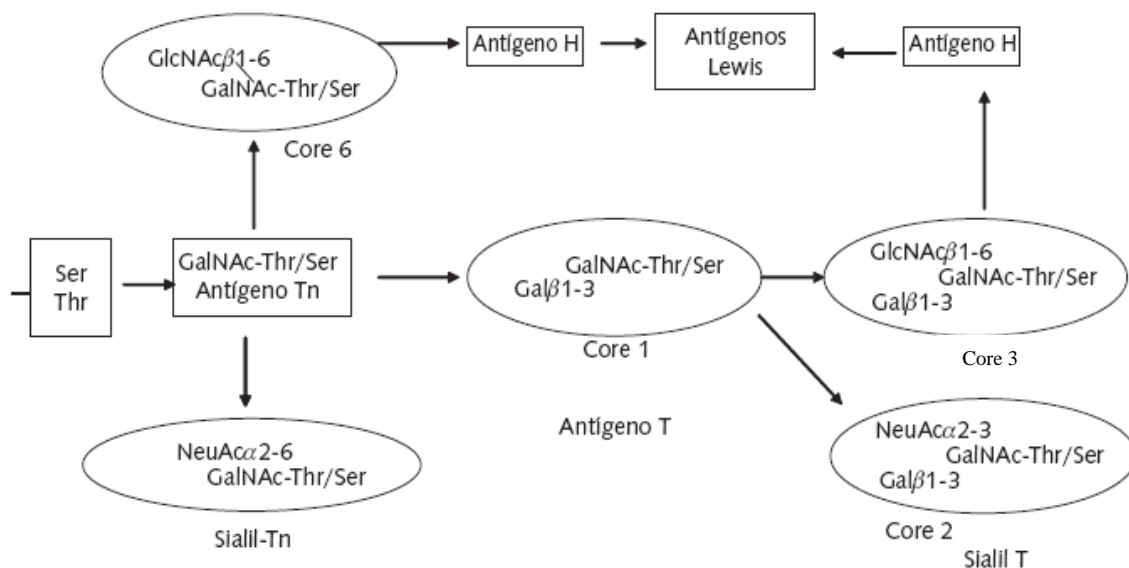 GlcNAcβ1-6
GalNAc-Thr/Ser
Core 6
Antígeno H
Antígenos
Lewis
Antígeno H
Ser
Thr
GalNAc-Thr/Ser
Antígeno Tn
GalNAc-Thr/Ser
Galβ1-3
Core 1
Antígeno T
GlcNAcβ1-6
GalNAc-Thr/Ser
Galβ1-3
Core 3
NeuAcα2-6
GalNAc-Thr/Ser
Sialil-Tn
NeuAcα2-3
GalNAc-Thr/Ser
Galβ1-3
Core 2
Sialil T